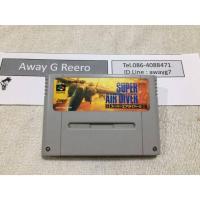 Away G Reero
Tel.086-4088471
ID Line : awayg7
SUPER
AIR DIVER